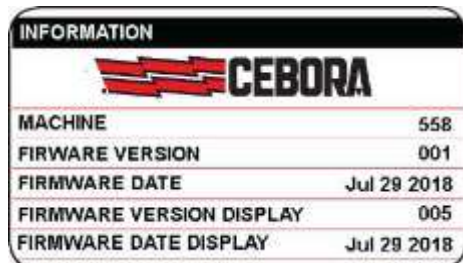 INFORMATION
CEBORA
MACHINE 558
FIRWARE VERSION 001
FIRMWARE DATE Jul 29 2018
FIRMWARE VERSION DISPLAY 005
FIRMWARE DATE DISPLAY Jul 29 2018